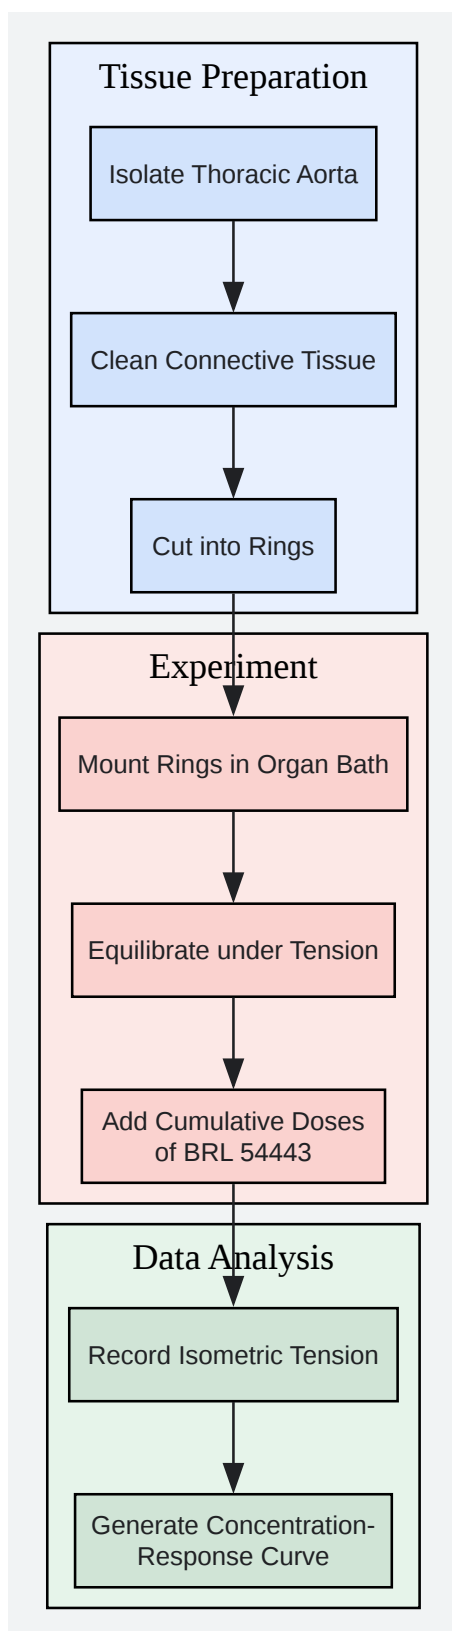 Tissue Preparation
Isolate Thoracic Aorta
Clean Connective Tissue
Cut into Rings
Experiment
Mount Rings in Organ Bath
Equilibrate under Tension
Add Cumulative Doses
of BRL 54443
Data Analysis
Record Isometric Tension
Generate Concentration-
Response Curve